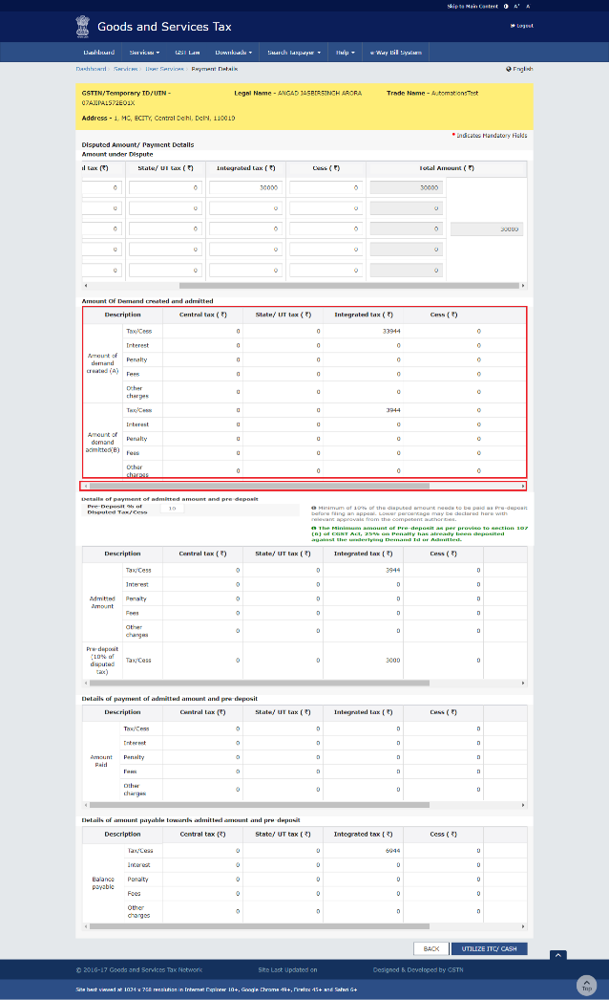 Skip to Main Content A⁺ A⁻
Goods and Services Tax
Logout
Dashboard Services GST Law Downloads Search Taxpayer Help e-Way Bill System
Dashboard Services User Services Payment Details English
GSTIN/Temporary ID/UIN - 07AJIPA1572EO1X Legal Name - ANGAD JASBIRSINGH ARORA Trade Name - AutomationsTest
Address - 1, MG, ECITY, Central Delhi, Delhi, 110019
• Indicates Mandatory Fields
Disputed Amount/ Payment Details
Amount under Dispute
l tax (₹) State/ UT tax ( ₹) Integrated tax ( ₹) Cess ( ₹) Total Amount ( ₹)
0 0 30000 0 30000
0 0 0 0 0
0 0 0 0 0 30000
0 0 0 0 0
0 0 0 0 0
Amount Of Demand created and admitted
Description Central tax ( ₹) State/ UT tax ( ₹) Integrated tax ( ₹) Cess ( ₹)
Amount of demand created (A)
Tax/Cess 0 0 33944 0
Interest 0 0 0 0
Penalty 0 0 0 0
Fees 0 0 0 0
Other charges 0 0 0 0
Amount of demand admitted(B)
Tax/Cess 0 0 3944 0
Interest 0 0 0 0
Penalty 0 0 0 0
Fees 0 0 0 0
Other charges 0 0 0 0
Details of payment of admitted amount and pre-deposit
Pre-Deposit % of Disputed Tax/Cess 10
Minimum of 10% of the disputed amount needs to be paid as Pre-deposit
before filing an appeal. Lower percentage may be declared here with
relevant approvals from the competent authorities.
The Minimum amount of Pre-deposit as per proviso to section 107
(6) of CGST Act, 25% on Penalty has already been deposited
against the underlying Demand Id or Admitted.
Description Central tax ( ₹) State/ UT tax ( ₹) Integrated tax ( ₹) Cess ( ₹)
Admitted Amount
Tax/Cess 0 0 3944 0
Interest 0 0 0 0
Penalty 0 0 0 0
Fees 0 0 0 0
Other charges 0 0 0 0
Pre-deposit (10% of disputed tax)
Tax/Cess 0 0 3000 0
Details of payment of admitted amount and pre-deposit
Description Central tax (₹) State/ UT tax ( ₹) Integrated tax ( ₹) Cess ( ₹)
Amount Paid
Tax/Cess 0 0 0 0
Interest 0 0 0 0
Penalty 0 0 0 0
Fees 0 0 0 0
Other charges 0 0 0 0
Details of amount payable towards admitted amount and pre-deposit
Description Central tax (₹) State/ UT tax ( ₹) Integrated tax ( ₹) Cess ( ₹)
Balance payable
Tax/Cess 0 0 6944 0
Interest 0 0 0 0
Penalty 0 0 0 0
Fees 0 0 0 0
Other charges 0 0 0 0
BACK UTILIZE ITC/ CASH
© 2016-17 Goods and Services Tax Network Site Last Updated on Designed & Developed by GSTN
Site best viewed at 1024 x 768 resolution in Internet Explorer 10+, Google Chrome 49+, Firefox 45+ and Safari 6+
Top